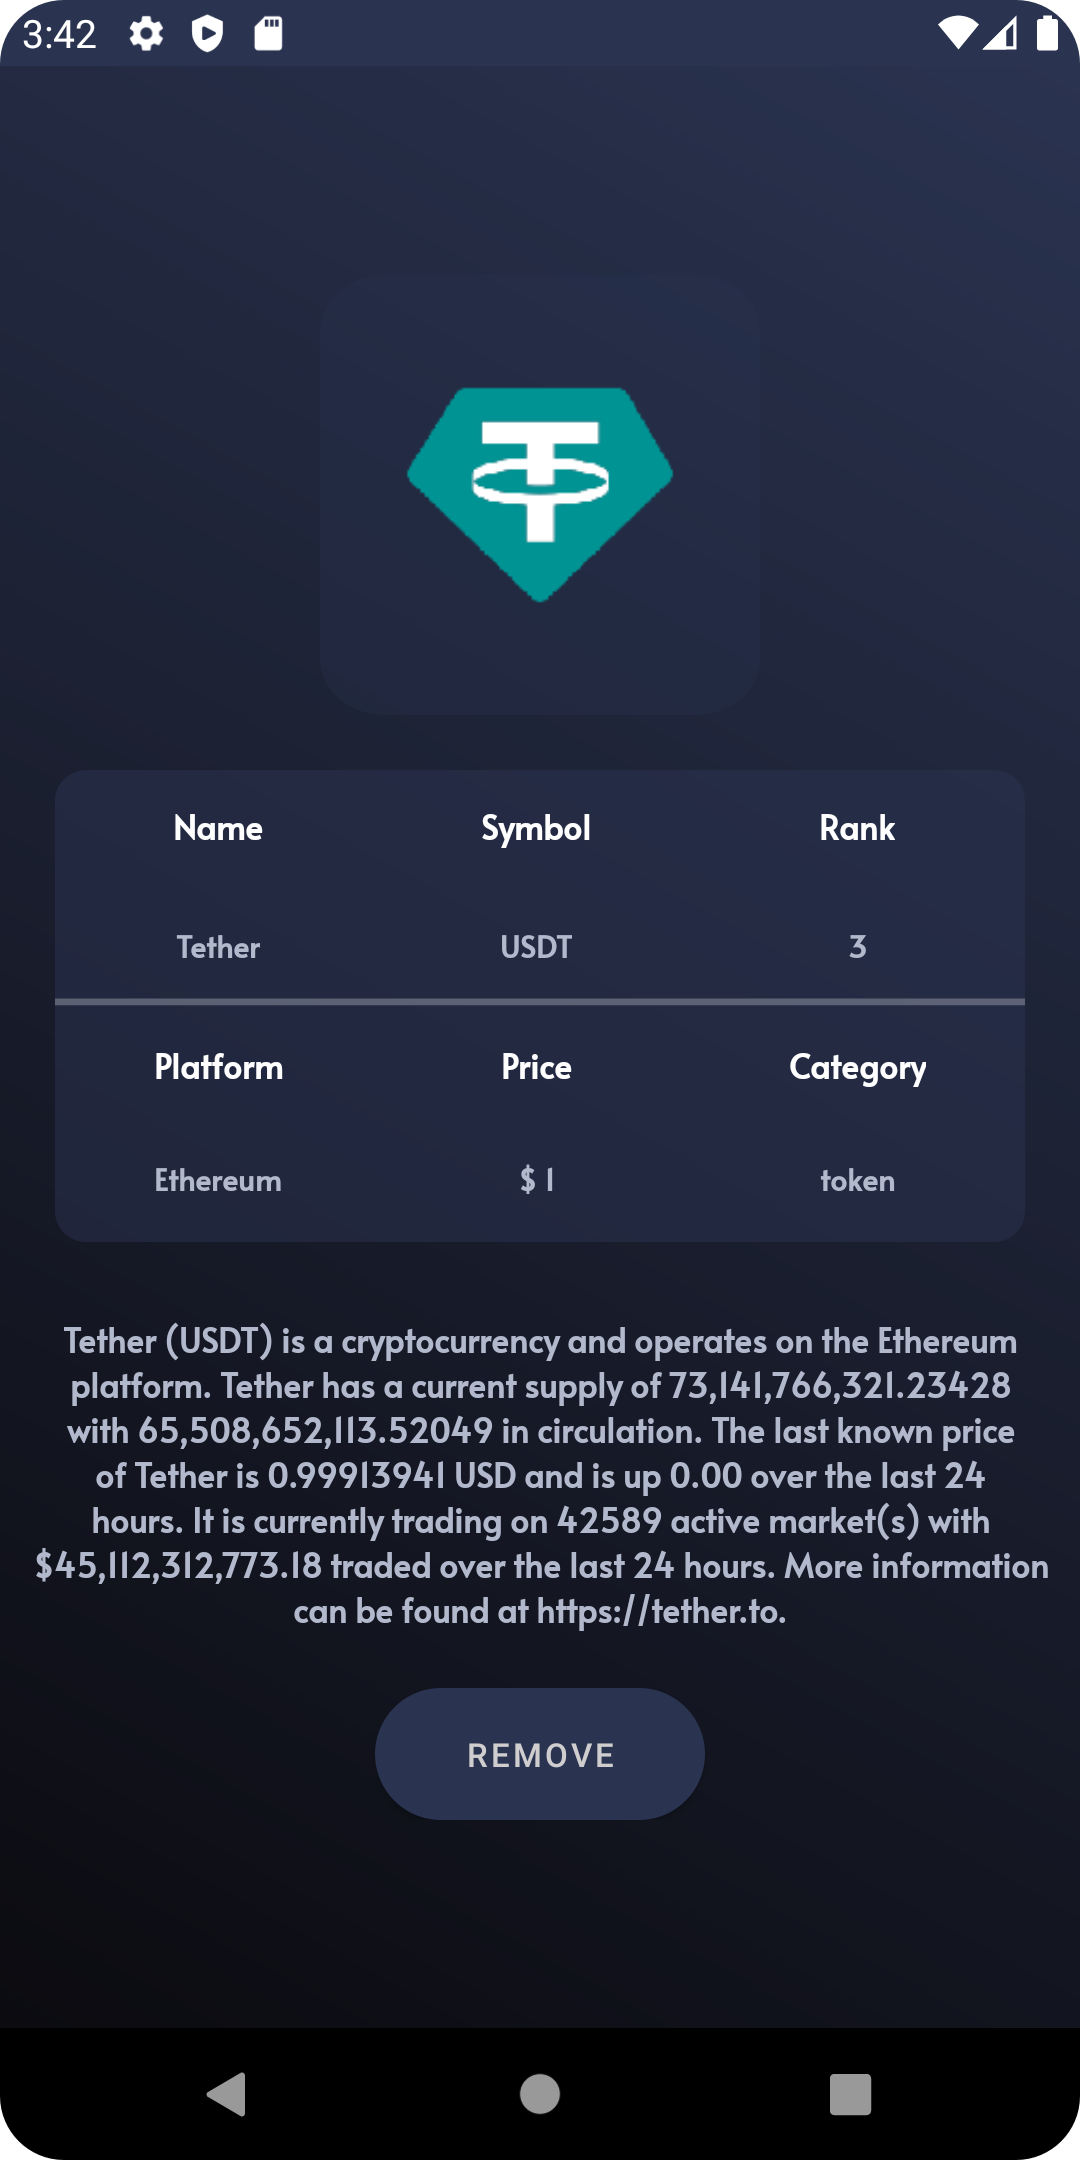 3:42
Name Symbol Rank
Tether USDT 3
Platform Price Category
Ethereum $ 1 token
Tether (USDT) is a cryptocurrency and operates on the Ethereum
platform. Tether has a current supply of 73,141,766,321.23428
with 65,508,652,113.52049 in circulation. The last known price
of Tether is 0.99913941 USD and is up 0.00 over the last 24
hours. It is currently trading on 42589 active market(s) with
$45,112,312,773.18 traded over the last 24 hours. More information
can be found at https://tether.to.
REMOVE